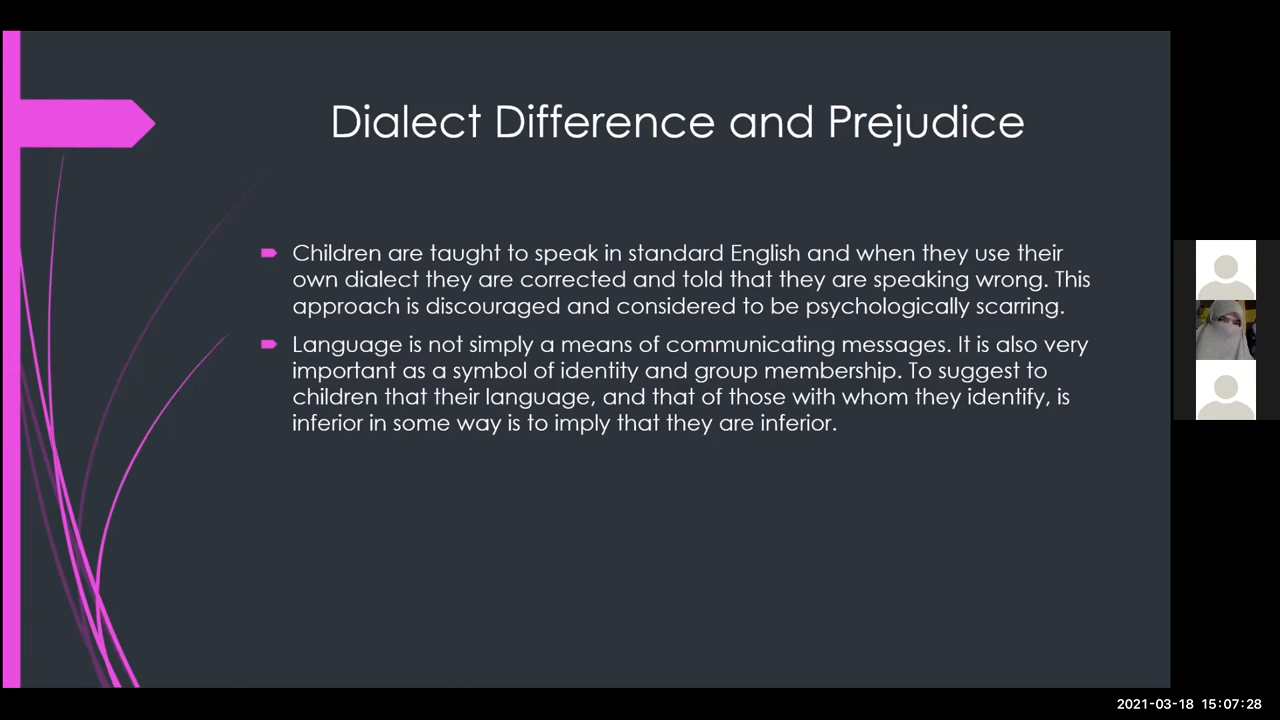 Dialect Difference and Prejudice
Children are taught to speak in standard English and when they use their
own dialect they are corrected and told that they are speaking wrong. This
approach is discouraged and considered to be psychologically scarring.
Language is not simply a means of communicating messages. It is also very
important as a symbol of identity and group membership. To suggest to
children that their language, and that of those with whom they identify, is
inferior in some way is to imply that they are inferior.
2021-03-18 15:07:28